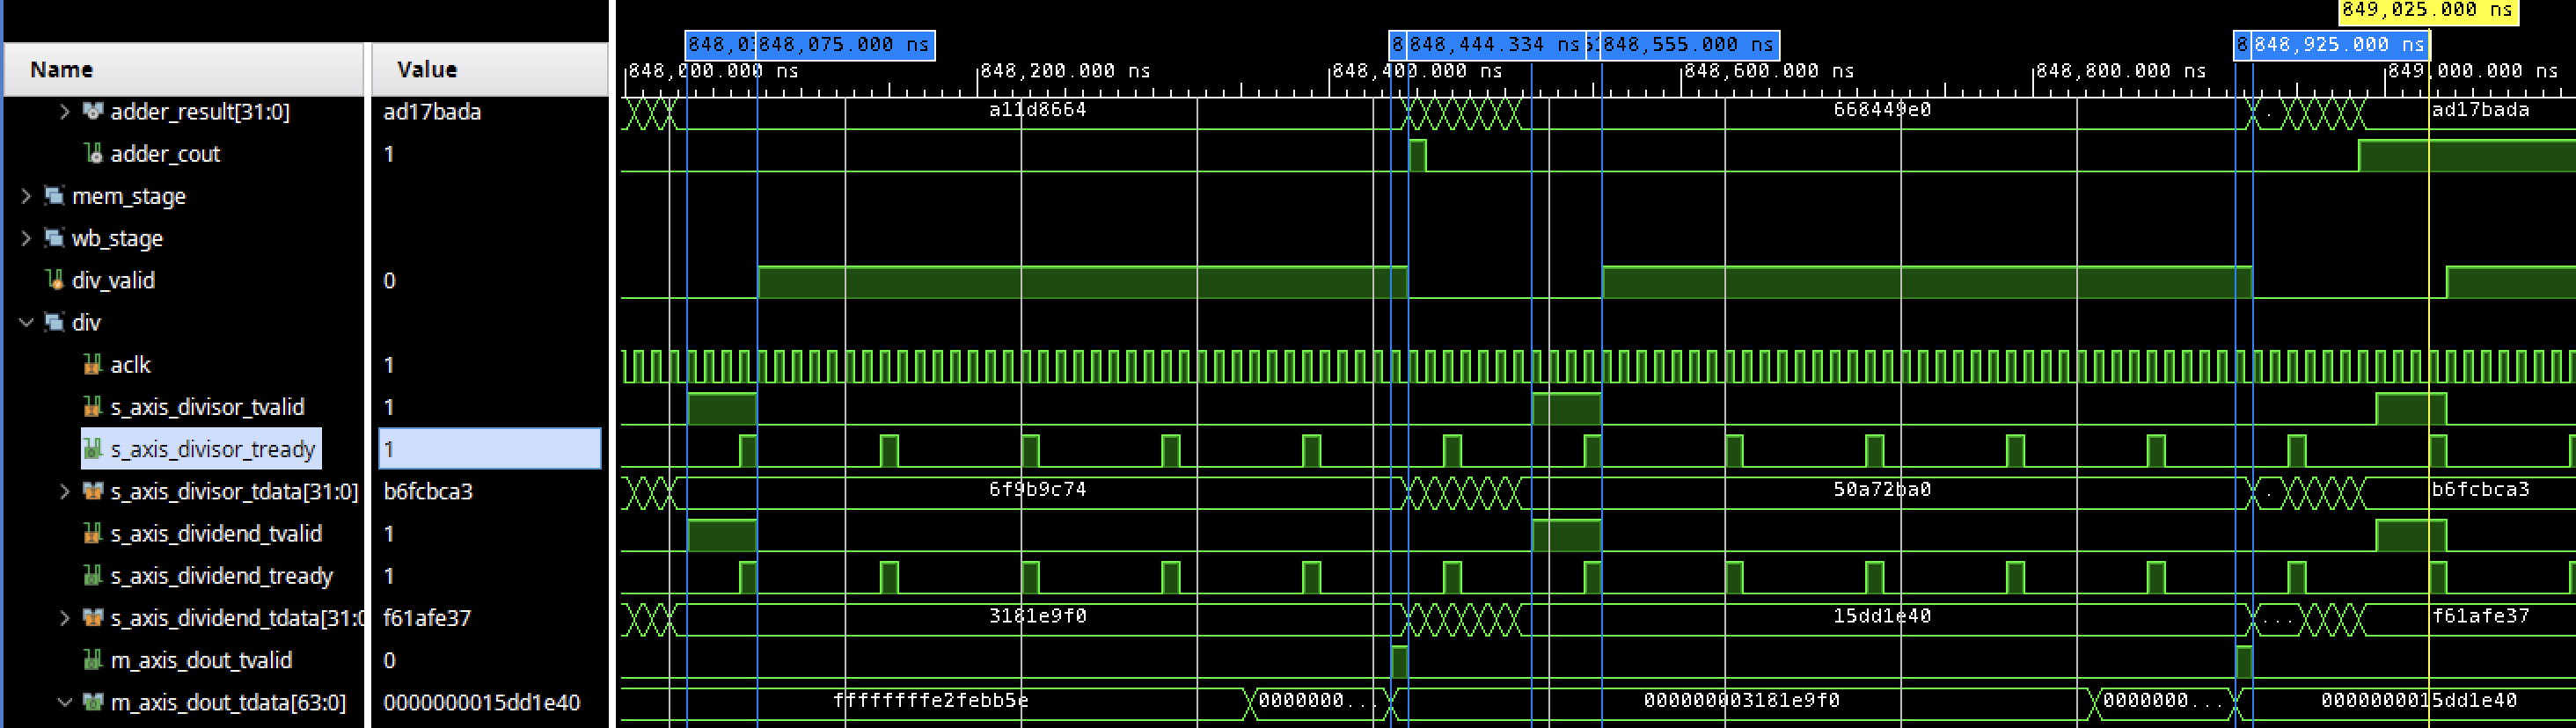 849,025.000 ns
848,03 848,075.000 ns 8 848,444.334 ns 5 848,555.000 ns 8 848,925.000 ns
Name Value 848,000.000 ns 848,200.000 ns 848,400.000 ns 848,600.000 ns 848,800.000 ns 849,000.000 ns
adder_result[31:0] ad17bada a11d8664 668449e0 . ad17bada
adder_cout 1
mem_stage
wb_stage
div_valid 0
div
aclk 1
s_axis_divisor_tvalid 1
s_axis_divisor_tready 1
s_axis_divisor_tdata[31:0] b6fcbca3 6f9b9c74 50a72ba0 . b6fcbca3
s_axis_dividend_tvalid 1
s_axis_dividend_tready 1
s_axis_dividend_tdata[31:0 f61afe37 3181e9f0 15dd1e40 ... f61afe37
m_axis_dout_tvalid 0
m_axis_dout_tdata[63:0] 0000000015dd1e40 ffffffffe2febb5e 0000000... 000000003181e9f0 0000000... 0000000015dd1e40